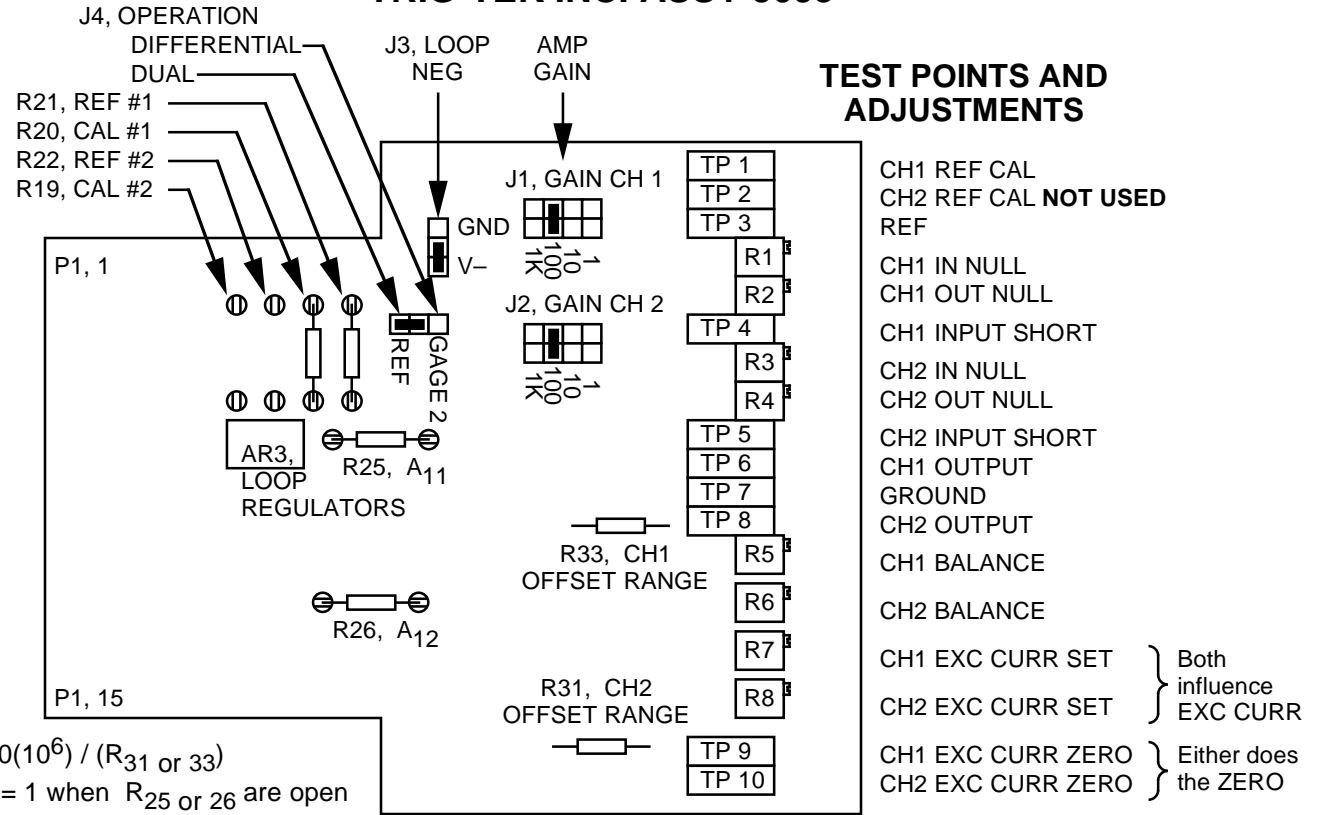 J4, OPERATION
DIFFERENTIAL
DUAL
R21, REF #1
R20, CAL #1
R22, REF #2
R19, CAL #2
J3, LOOP
NEG
AMP
GAIN
TEST POINTS AND
ADJUSTMENTS
P1, 1
GND
V–
REF
GAGE 2
J1, GAIN CH 1
1K
100
10
1
J2, GAIN CH 2
1K
100
10
1
AR3,
LOOP
REGULATORS
R25, A11
R26, A12
P1, 15
R33, CH1
OFFSET RANGE
R31, CH2
OFFSET RANGE
TP 1 CH1 REF CAL
TP 2 CH2 REF CAL NOT USED
TP 3 REF
R1 CH1 IN NULL
R2 CH1 OUT NULL
TP 4 CH1 INPUT SHORT
R3 CH2 IN NULL
R4 CH2 OUT NULL
TP 5 CH2 INPUT SHORT
TP 6 CH1 OUTPUT
TP 7 GROUND
TP 8 CH2 OUTPUT
R5 CH1 BALANCE
R6 CH2 BALANCE
R7 CH1 EXC CURR SET
R8 CH2 EXC CURR SET
Both
influence
EXC CURR
TP 9 CH1 EXC CURR ZERO
TP 10 CH2 EXC CURR ZERO
Either does
the ZERO
0(10^6) / (R31 or 33)
= 1 when R25 or 26 are open